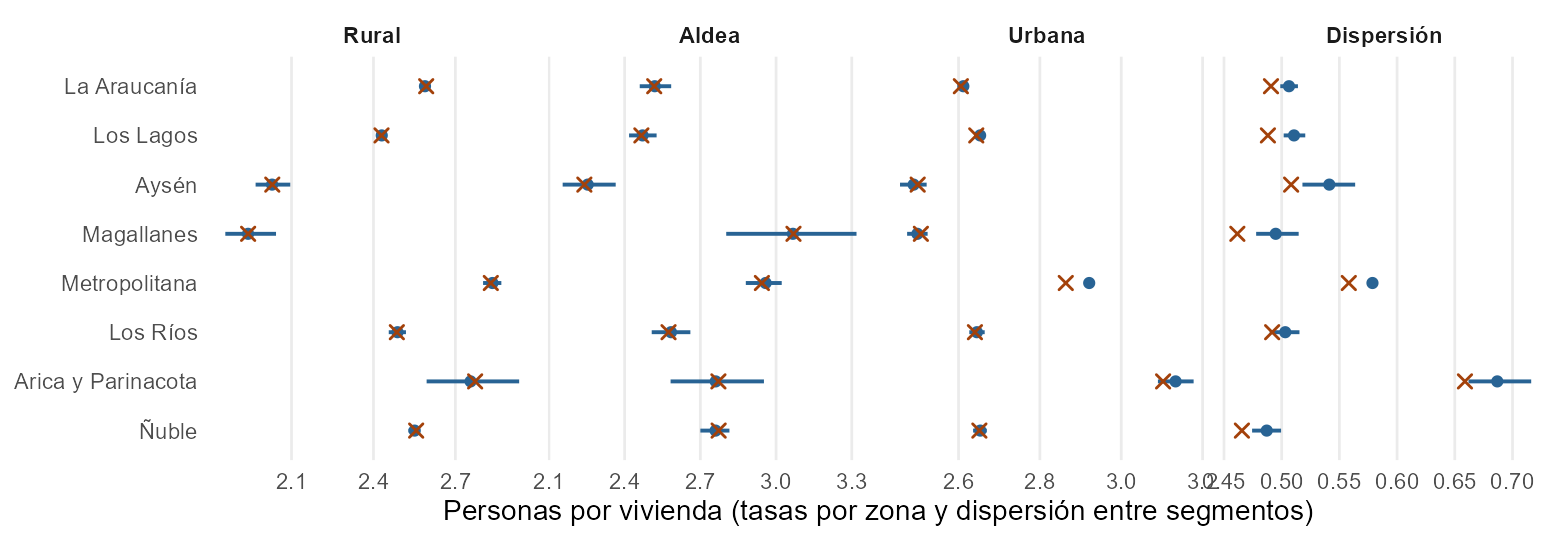 Rural Aldea Urbana Dispersión
La Araucanía
Los Lagos
Aysén
Magallanes
Metropolitana
Los Ríos
Arica y Parinacota
Ñuble
2.1 2.4 2.7 2.1 2.4 2.7 3.0 3.3 2.6 2.8 3.0 3.2 0.45 0.50 0.55 0.60 0.65 0.70
Personas por vivienda (tasas por zona y dispersión entre segmentos)